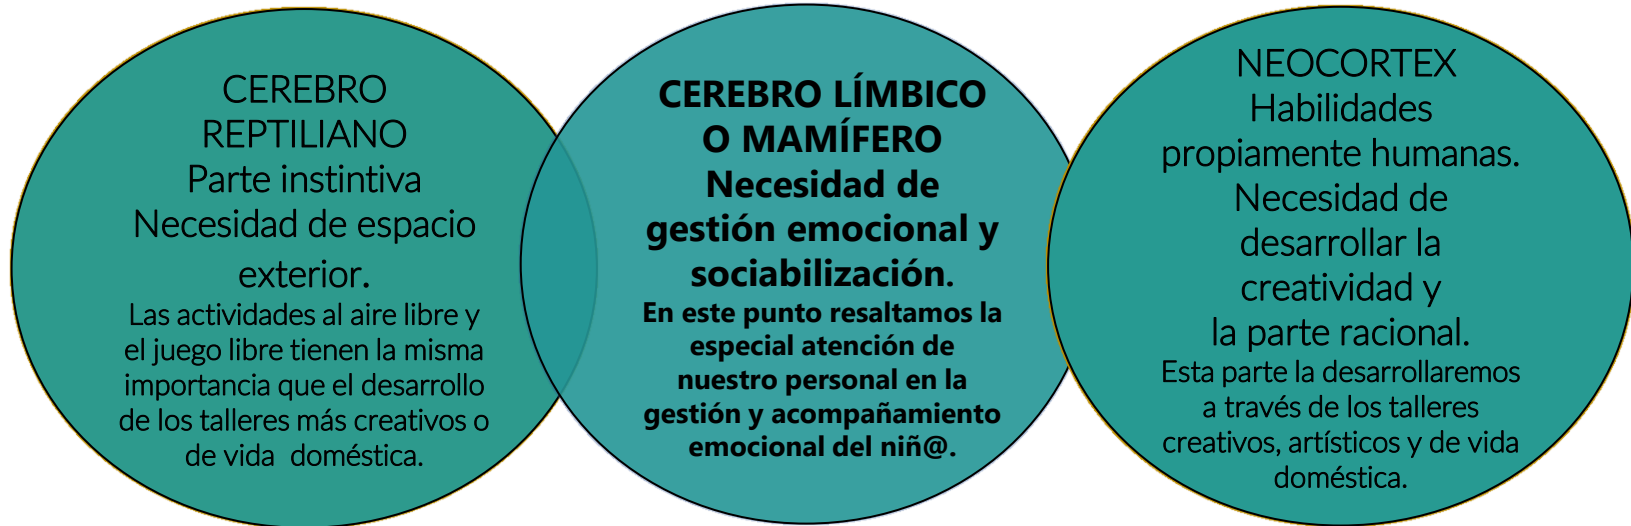 CEREBRO
REPTILIANO
Parte instintiva
Necesidad de espacio
exterior.
Las actividades al aire libre y
el juego libre tienen la misma
importancia que el desarrollo
de los talleres más creativos o
de vida  doméstica.
CEREBRO LÍMBICO
O MAMÍFERO
Necesidad de
gestión emocional y
sociabilización.
En este punto resaltamos la
especial atención de
nuestro personal en la
gestión y acompañamiento
emocional del niñ@.
NEOCORTEX
Habilidades
propiamente humanas.
Necesidad de
desarrollar la
creatividad y
la parte racional.
Esta parte la desarrollaremos
a través de los talleres
creativos, artísticos y de vida
doméstica.